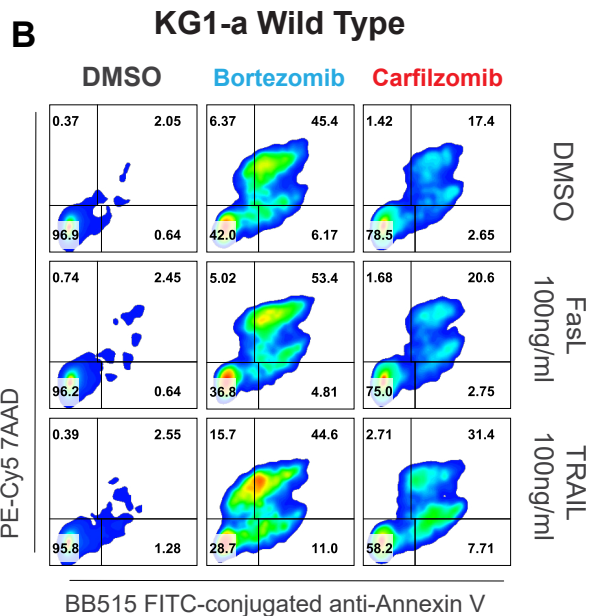 B
KG1-a Wild Type
DMSO Bortezomib Carfilzomib
0.37 2.05 6.37 45.4 1.42 17.4
96.9 0.64 42.0 6.17 78.5 2.65
DMSO
0.74 2.45 5.02 53.4 1.68 20.6
96.2 0.64 36.8 4.81 75.0 2.75
FasL
100ng/ml
0.39 2.55 15.7 44.6 2.71 31.4
95.8 1.28 28.7 11.0 58.2 7.71
TRAIL
100ng/ml
PE-Cy5 7AAD
BB515 FITC-conjugated anti-Annexin V